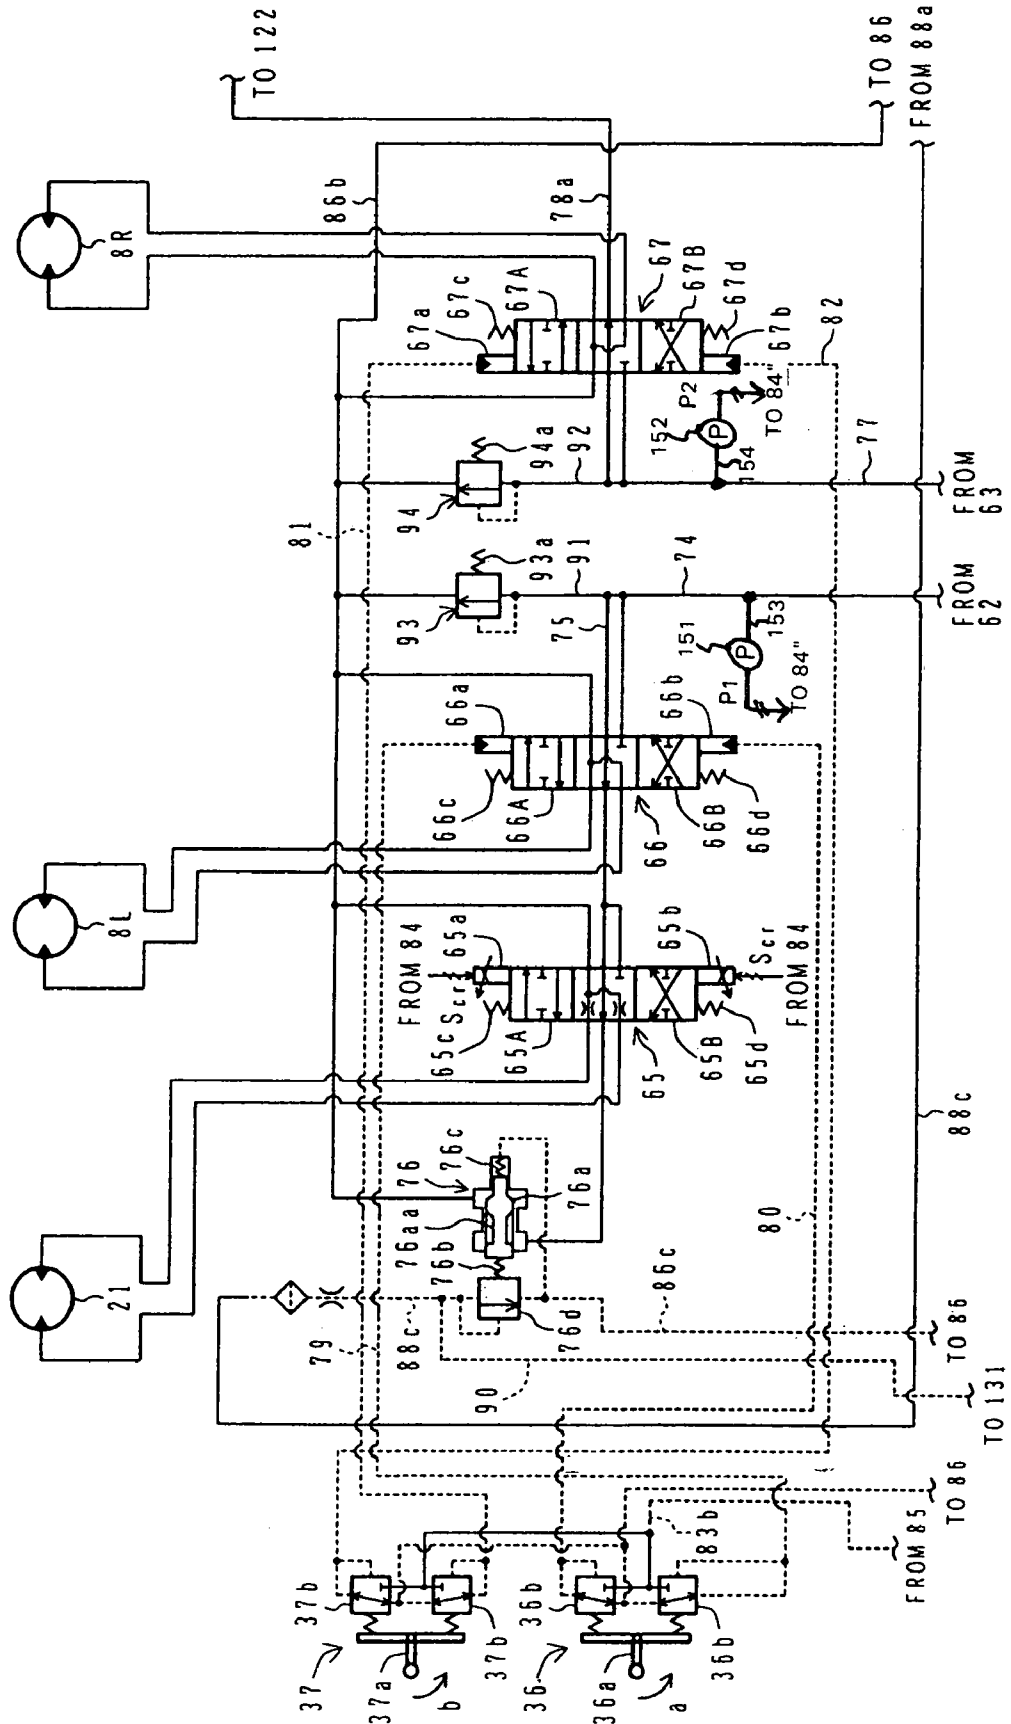 TO 122
TO 86
FROM 88a
8R
86b
78a
67c
67A
67a
67
67B
67d
67b
82
P2
152
TO 84"
154
77
94a
92
94
81
FROM
63
93a
91
93
75
74
FROM
62
151
153
P1
TO 84"
66a
66b
66c
66A
66
66B
66d
8L
FROM 84
65a
Scr
65b
Scr
FROM 84
65c
65A
65
65B
65d
88c
76c
76
76a
76aa
76b
76d
80
21
79
88c
86c
90
TO 86
TO 131
TO 86
FROM 85
83b
37b
37b
37
37a
b
36b
36b
36
36a
a
P
P